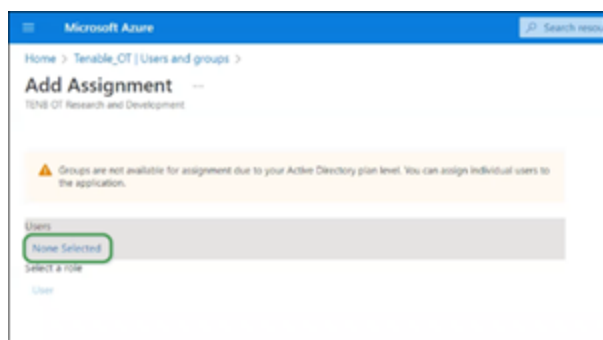 Microsoft Azure
Search resou
Home > Tenable_OT | Users and groups >
Add Assignment ...
TENB OT Research and Development
Groups are not available for assignment due to your Active Directory plan level. You can assign individual users to
the application.
Users
None Selected
Select a role
User